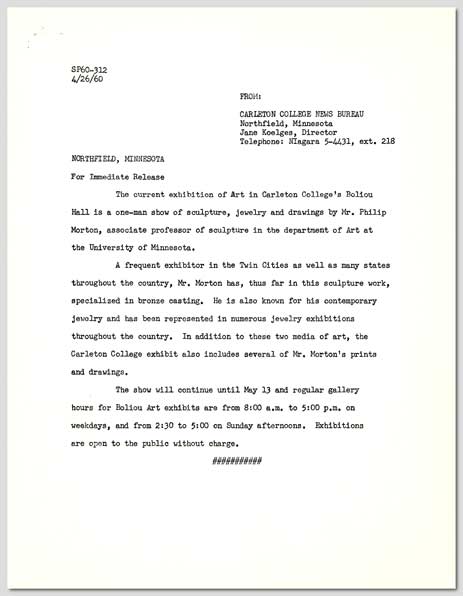 SP60-312
4/26/60
FROM:
CARLETON COLLEGE NEWS BUREAU
Northfield, Minnesota
Jane Koelges, Director
Telephone: NIagara 5-4431, ext. 218
NORTHFIELD, MINNESOTA
For Immediate Release
The current exhibition of Art in Carleton College's Boliou
Hall is a one-man show of sculpture, jewelry and drawings by Mr. Philip
Morton, associate professor of sculpture in the department of Art at
the University of Minnesota.
A frequent exhibitor in the Twin Cities as well as many states
throughout the country, Mr. Morton has, thus far in this sculpture work,
specialized in bronze casting. He is also known for his contemporary
jewelry and has been represented in numerous jewelry exhibitions
throughout the country. In addition to these two media of art, the
Carleton College exhibit also includes several of Mr. Morton's prints
and drawings.
The show will continue until May 13 and regular gallery
hours for Boliou Art exhibits are from 8:00 a.m. to 5:00 p.m. on
weekdays, and from 2:30 to 5:00 on Sunday afternoons. Exhibitions
are open to the public without charge.
###########